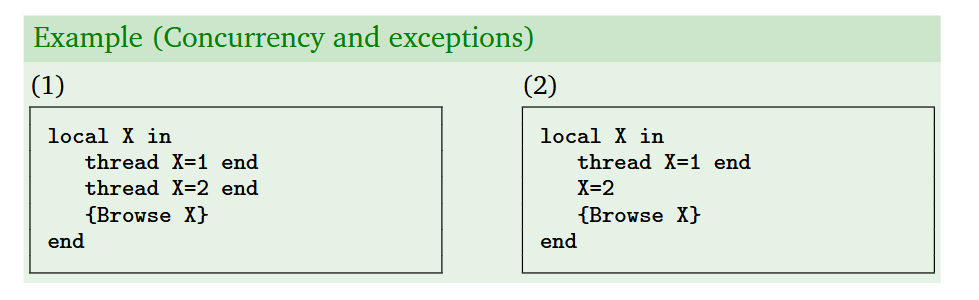 Example (Concurrency and exceptions)
(1)
local X in
thread X=1 end
thread X=2 end
{Browse X}
end
(2)
local X in
thread X=1 end
X=2
{Browse X}
end